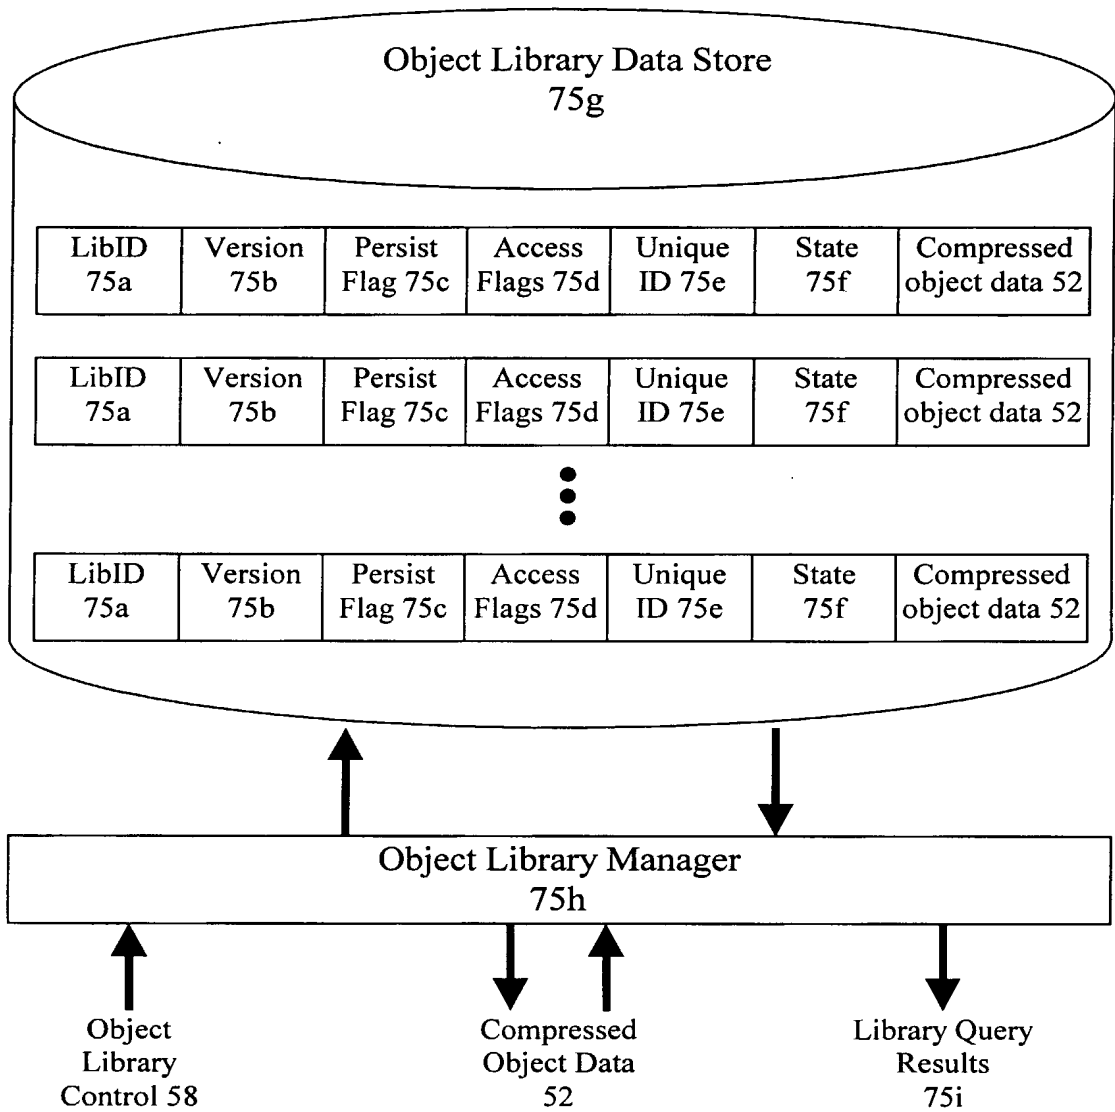 Object Library Data Store
75g
LibID Version Persist Access Unique State Compressed
75a 75b Flag 75c Flags 75d ID 75e 75f object data 52
LibID Version Persist Access Unique State Compressed
75a 75b Flag 75c Flags 75d ID 75e 75f object data 52
LibID Version Persist Access Unique State Compressed
75a 75b Flag 75c Flags 75d ID 75e 75f object data 52
Object Library Manager
75h
Object Compressed Library Query
Library Object Data Results
Control 58 52 75i